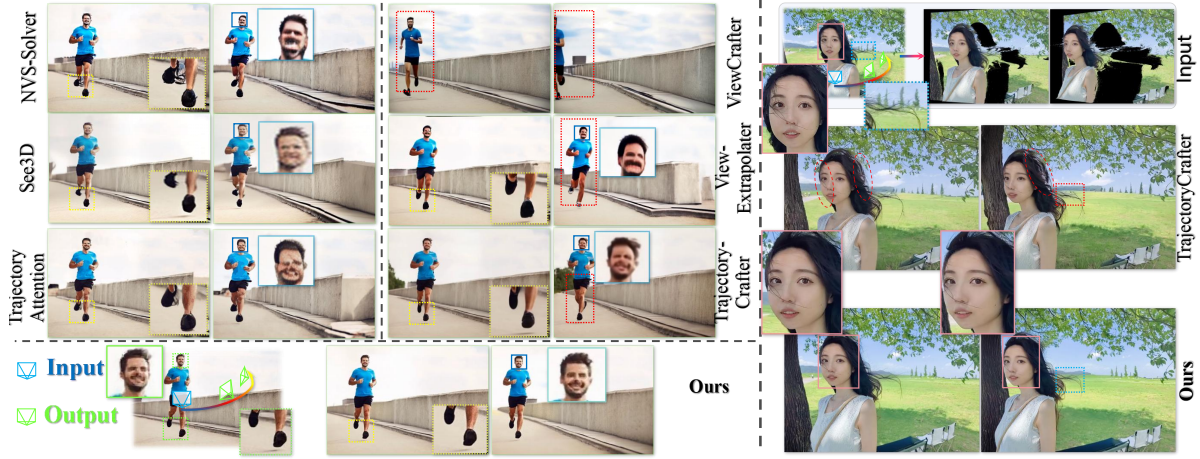 NVS-Solver
ViewCrafter
See3D
View-
Extrapolater
Trajectory
Attention
Trajectory-
Crafter
Input
Output
Ours
Input
TrajectoryCrafter
Ours